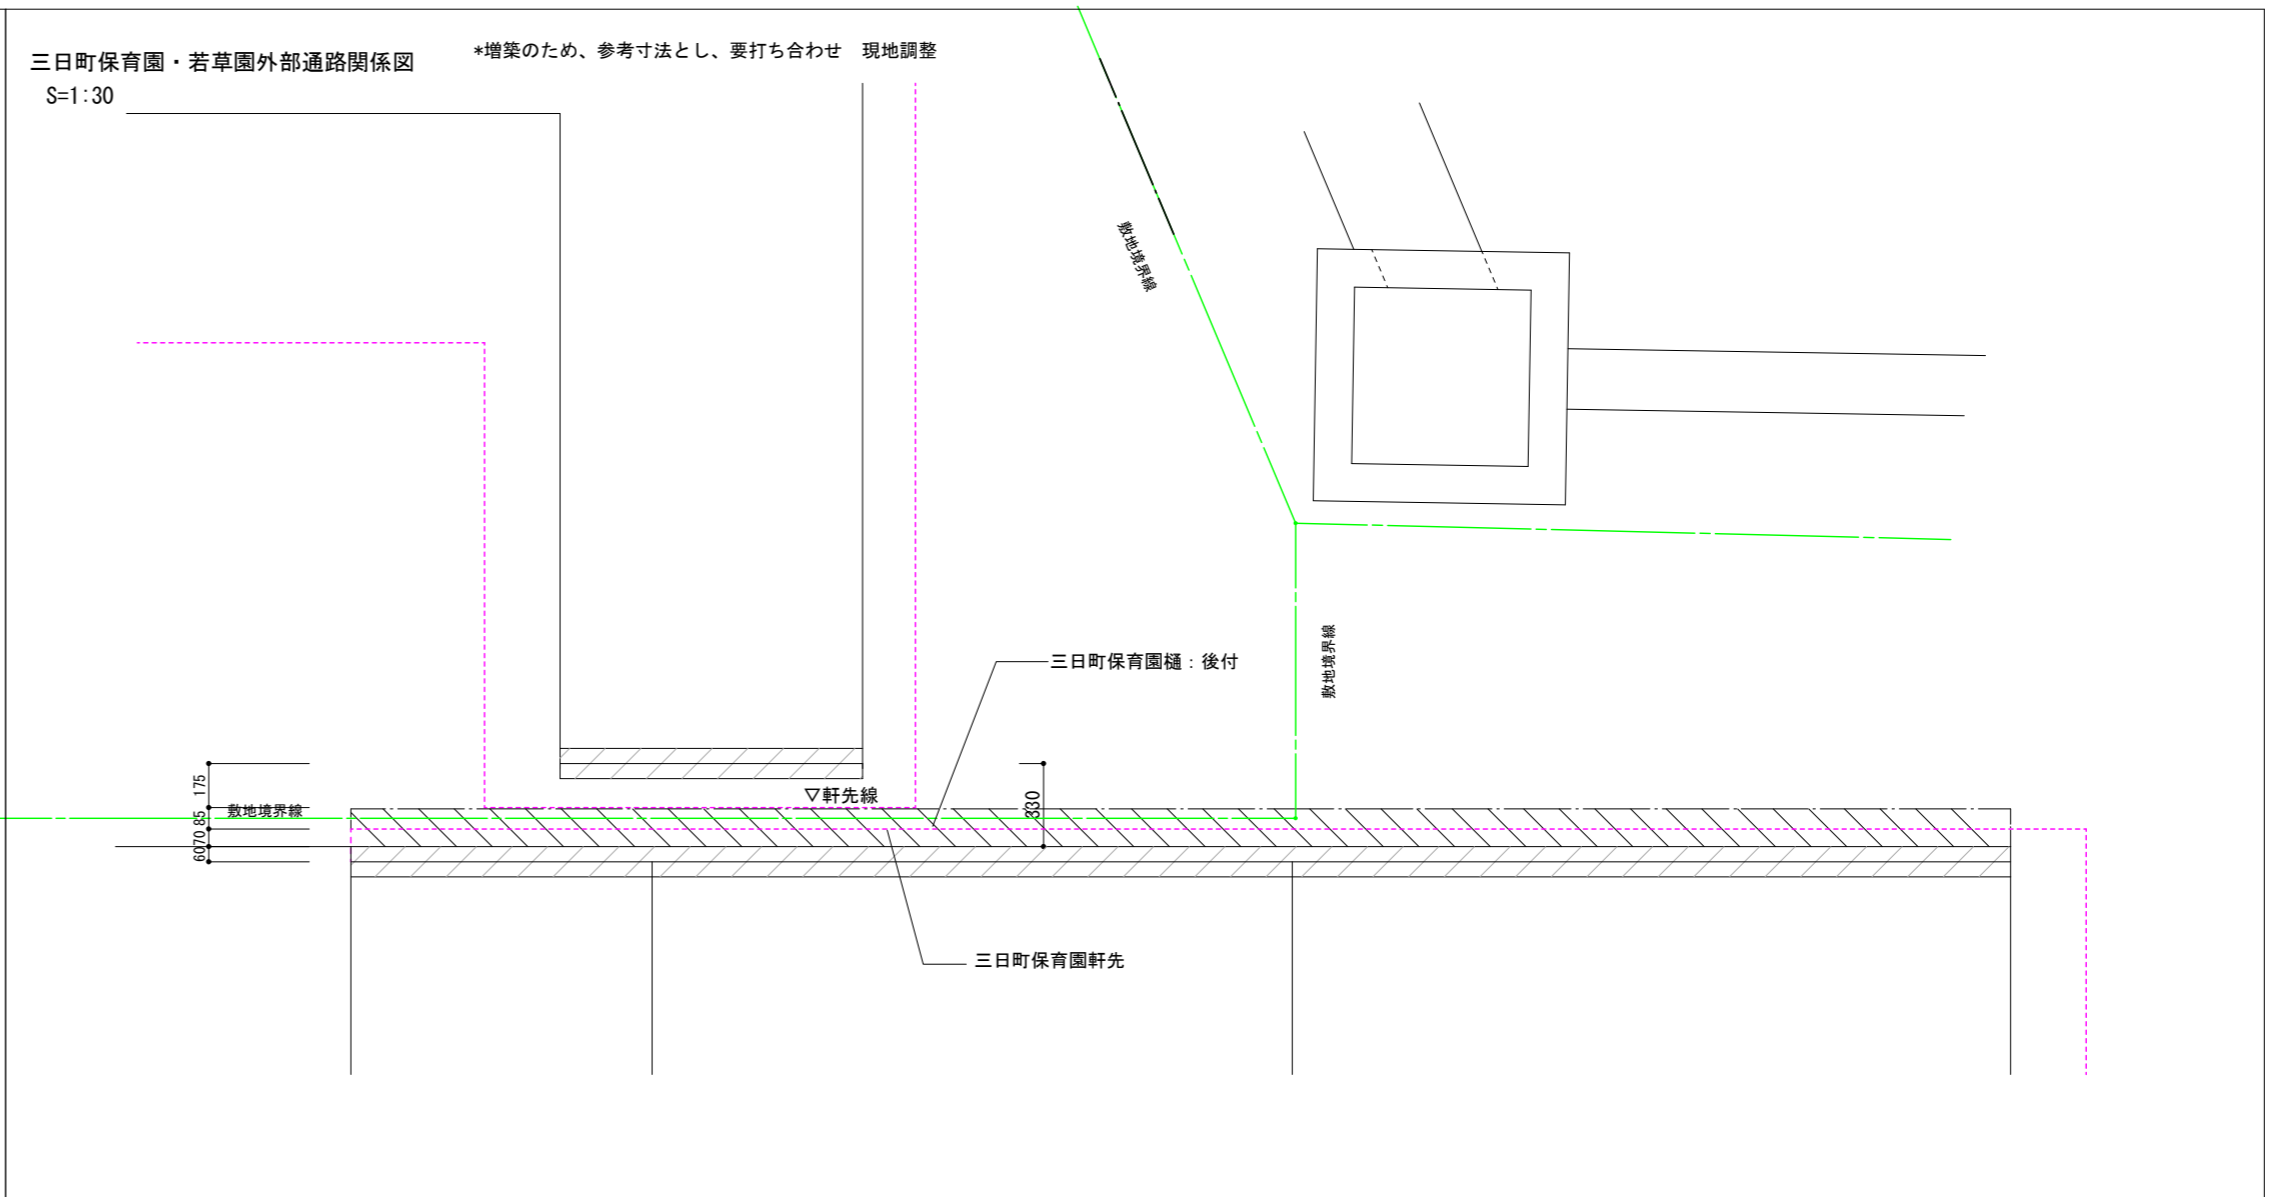 三日町保育園・若草園外部通路関係図
*増築のため、参考寸法とし、要打ち合わせ　現地調整
S=1:30
敷地境界線
敷地境界線
三日町保育園樋：後付
175
▽軒先線
330
敷地境界線
85
70
60
三日町保育園軒先